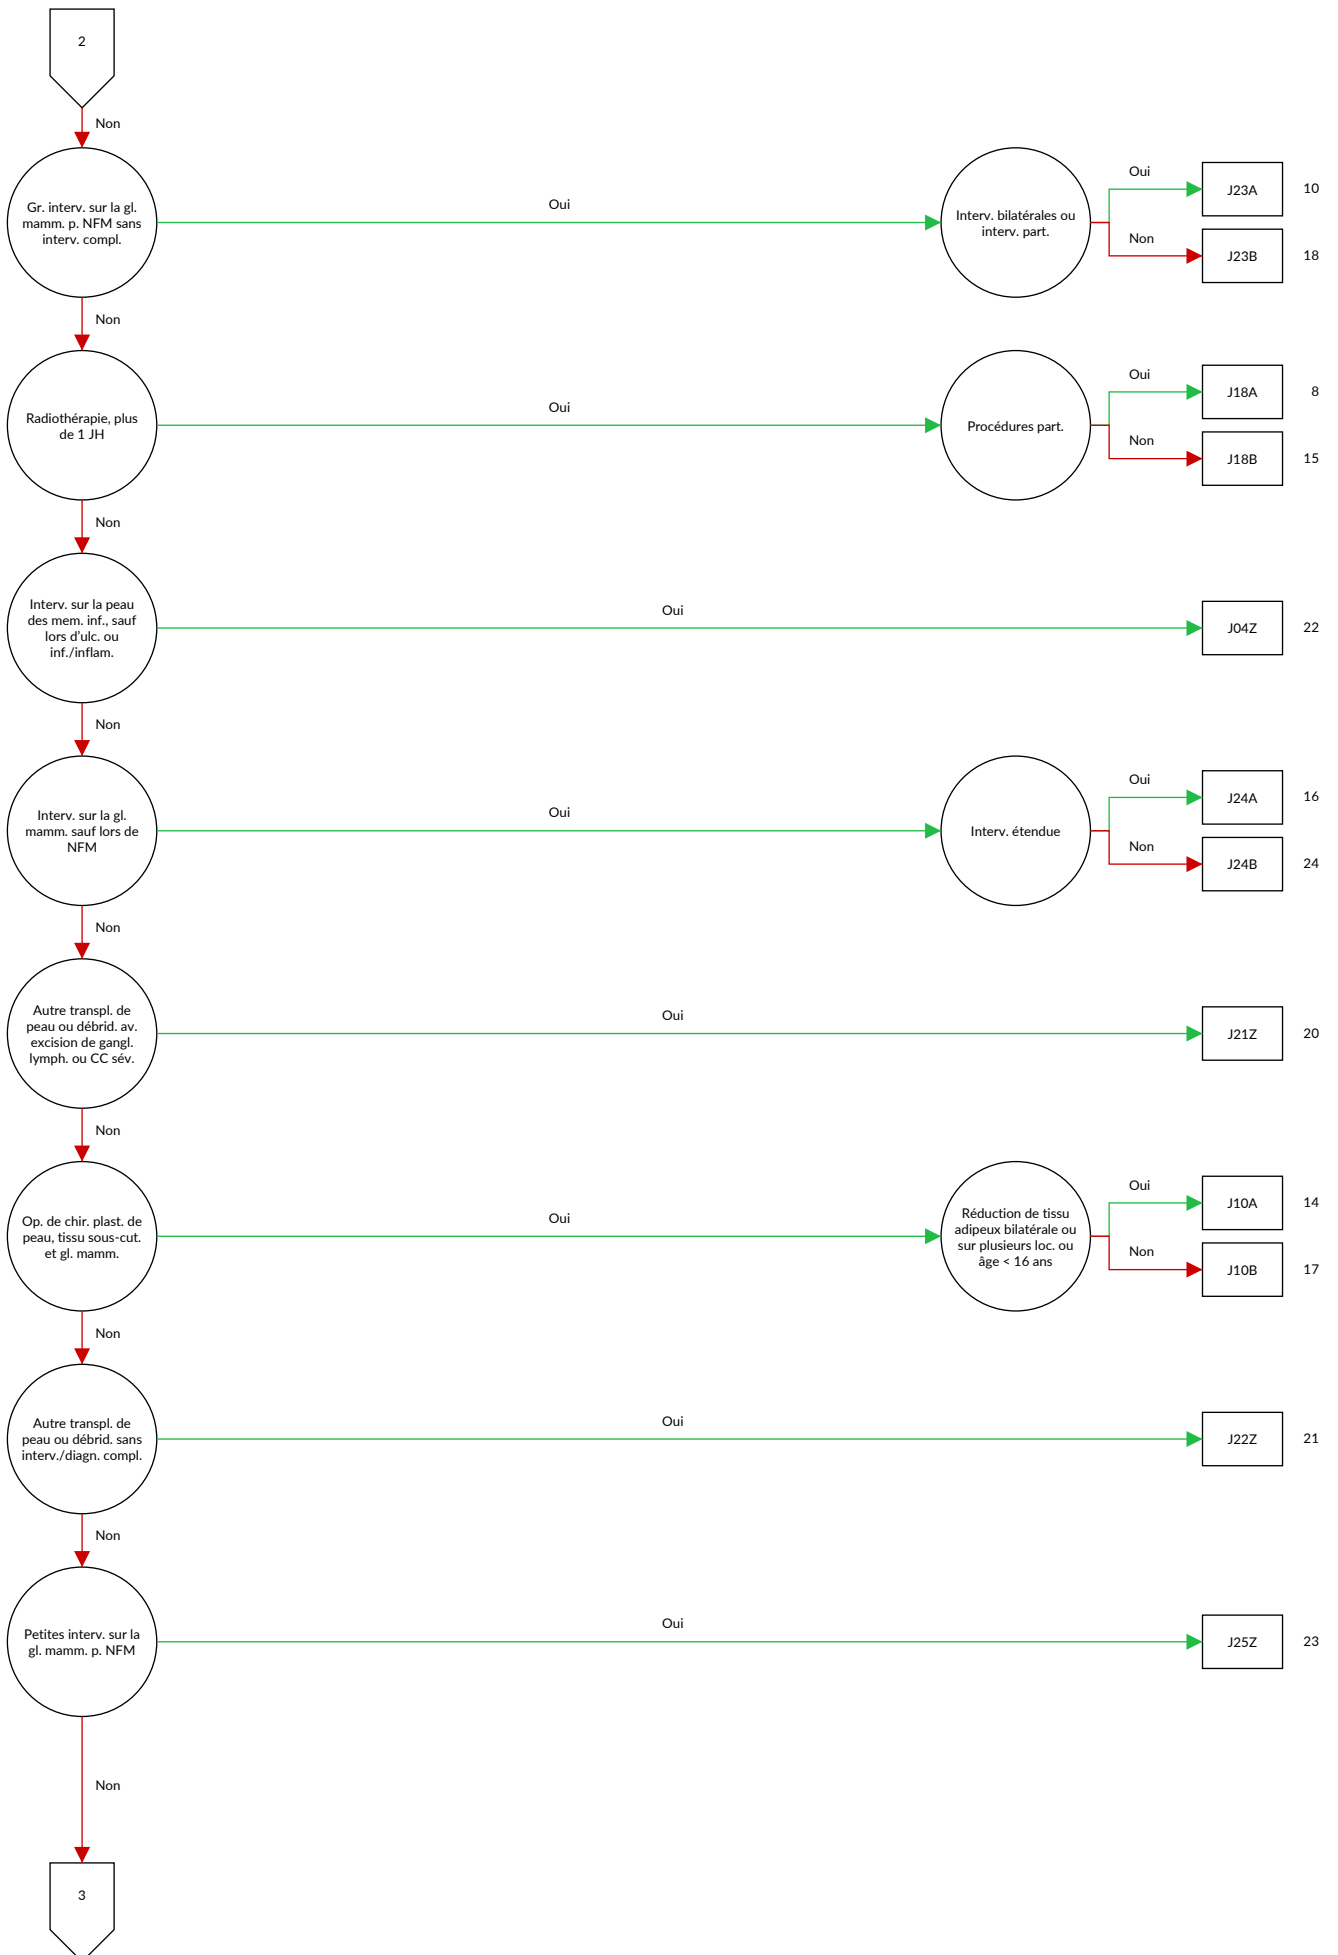 2
Non
Gr. interv. sur la gl.
mamm. p. NFM sans
interv. compl.
Oui
Interv. bilatérales ou
interv. part.
Oui
J23A
10
Non
J23B
18
Non
Radiothérapie, plus
de 1 JH
Oui
Procédures part.
Oui
J18A
8
Non
J18B
15
Non
Interv. sur la peau
des mem. inf., sauf
lors d'ulc. ou
inf./inflam.
Oui
J04Z
22
Non
Interv. sur la gl.
mamm. sauf lors de
NFM
Oui
Interv. étendue
Oui
J24A
16
Non
J24B
24
Non
Autre transpl. de
peau ou débrid. av.
excision de gangl.
lymph. ou CC sév.
Oui
J21Z
20
Non
Op. de chir. plast. de
peau, tissu sous-cut.
et gl. mamm.
Oui
Réduction de tissu
adipeux bilatérale ou
sur plusieurs loc. ou
âge < 16 ans
Oui
J10A
14
Non
J10B
17
Non
Autre transpl. de
peau ou débrid. sans
interv./diagn. compl.
Oui
J22Z
21
Non
Petites interv. sur la
gl. mamm. p. NFM
Oui
J25Z
23
Non
3